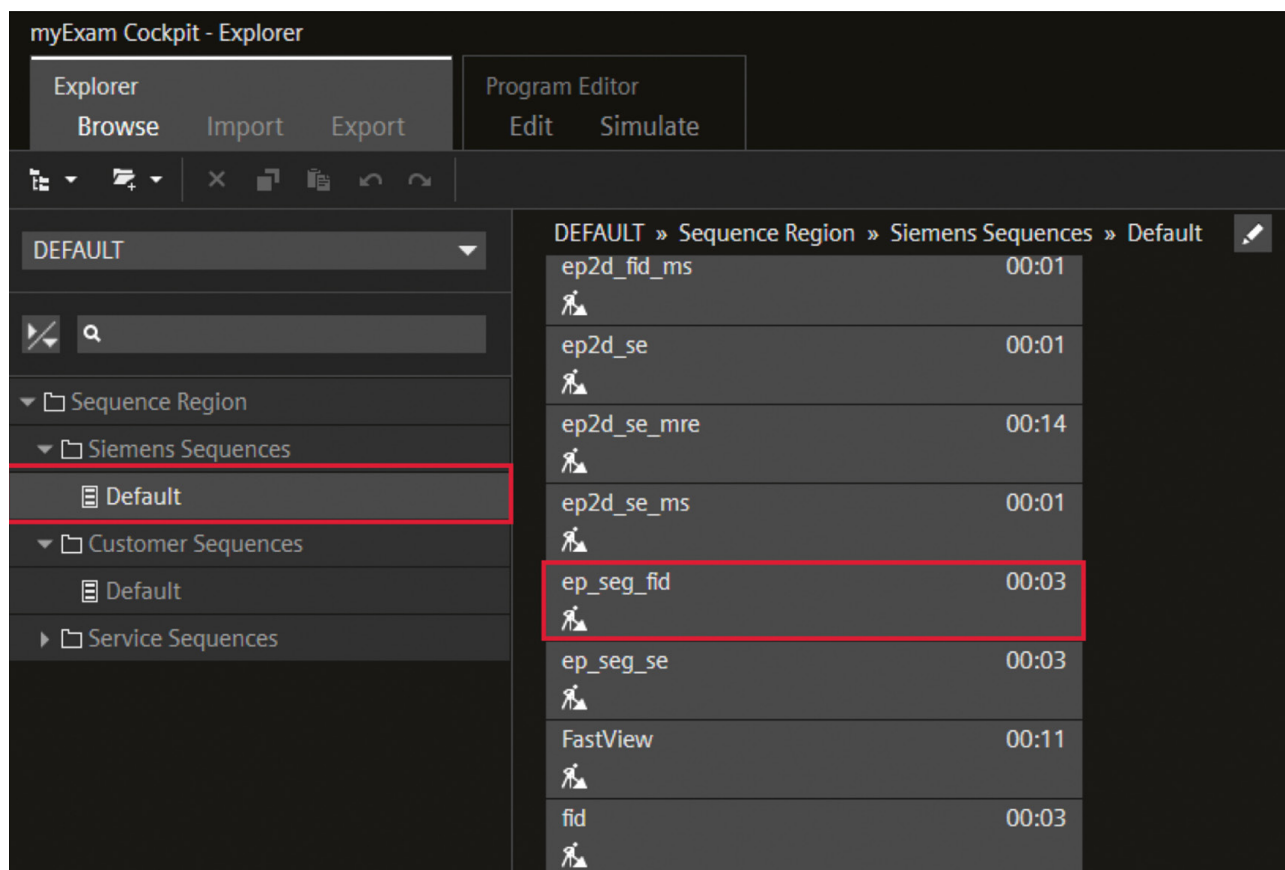 myExam Cockpit - Explorer
Explorer
Program Editor
Browse Import Export
Edit Simulate
DEFAULT
Sequence Region
Siemens Sequences
Default
Customer Sequences
Default
Service Sequences
DEFAULT » Sequence Region » Siemens Sequences » Default
ep2d_fid_ms 00:01
ep2d_se 00:01
ep2d_se_mre 00:14
ep2d_se_ms 00:01
ep_seg_fid 00:03
ep_seg_se 00:03
FastView 00:11
fid 00:03